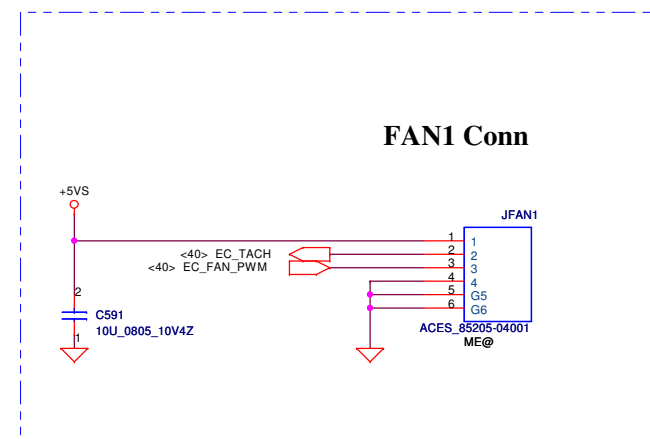 FAN1 Conn
+5VS
JFAN1
1 1
<40> EC_TACH 2 2
<40> EC_FAN_PWM 3 3
4 4
5 G5
6 G6
2
C591
10U_0805_10V4Z
1
ACES_85205-04001
ME@